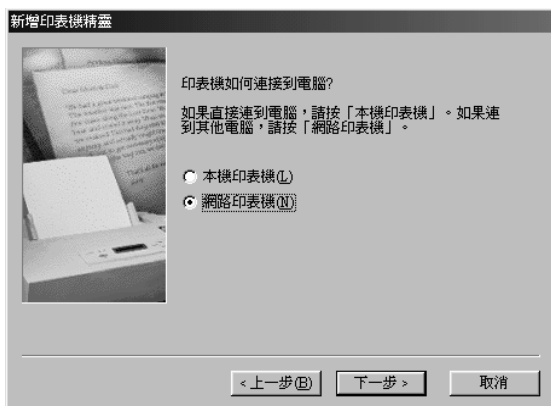 新增印表機精靈
印表機如何連接到電腦?
如果直接連到電腦，請按「本機印表機」。如果連
到其他電腦，請按「網路印表機」。
本機印表機(L)
網路印表機(N)
<上一步(B)
下一步 >
取消